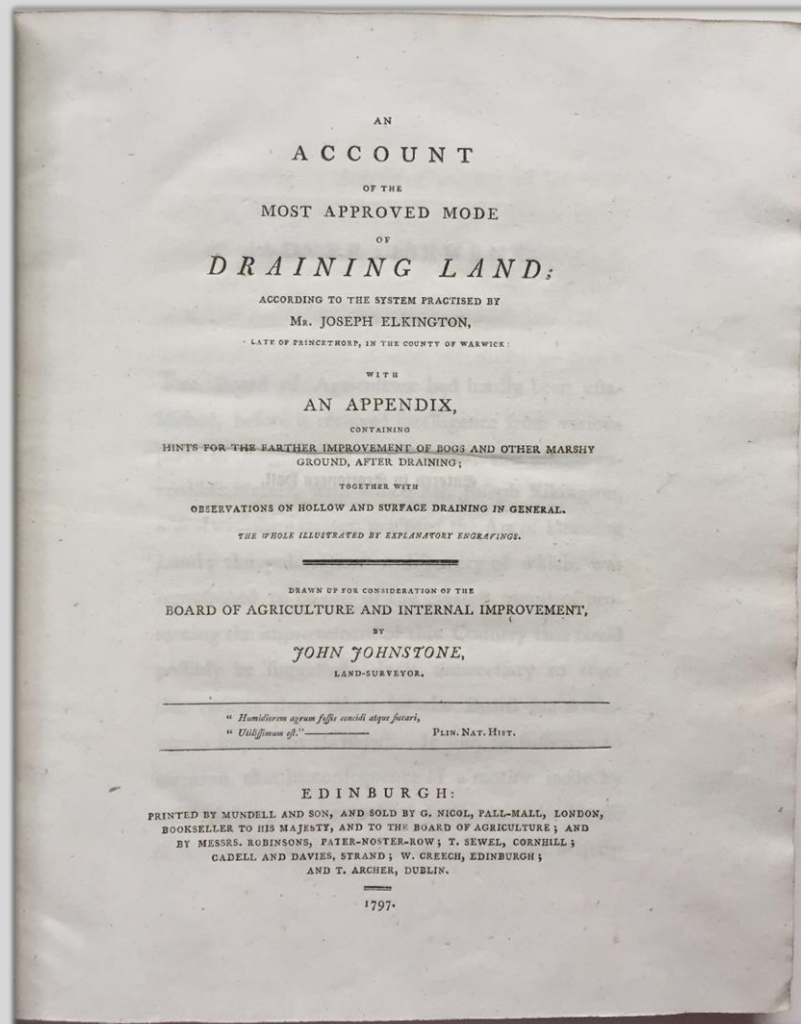 AN
ACCOUNT
OF THE
MOST APPROVED MODE
OF
DRAINING LAND;
ACCORDING TO THE SYSTEM PRACTISED BY
MR. JOSEPH ELKINGTON,
LATE OF PRINCETHORP, IN THE COUNTY OF WARWICK:
WITH
AN APPENDIX,
CONTAINING
HINTS FOR THE FARTHER IMPROVEMENT OF BOGS AND OTHER MARSHY
GROUND, AFTER DRAINING;
TOGETHER WITH
OBSERVATIONS ON HOLLOW AND SURFACE DRAINING IN GENERAL.
THE WHOLE ILLUSTRATED BY EXPLANATORY ENGRAVINGS.
DRAWN UP FOR CONSIDERATION OF THE
BOARD OF AGRICULTURE AND INTERNAL IMPROVEMENT,
BY
JOHN JOHNSTONE,
LAND-SURVEYOR.
“ Humidiorem agrum foſſis concidi atque ſiccari,
“ Utiliſſimum eſt.”—— PLIN. NAT. HIST.
EDINBURGH:
PRINTED BY MUNDELL AND SON, AND SOLD BY G. NICOL, PALL-MALL, LONDON,
BOOKSELLER TO HIS MAJESTY, AND TO THE BOARD OF AGRICULTURE; AND
BY MESSRS. ROBINSONS, PATER-NOSTER-ROW; T. SEWEL, CORNHILL;
CADELL AND DAVIES, STRAND; W. CREECH, EDINBURGH;
AND T. ARCHER, DUBLIN.
1797.